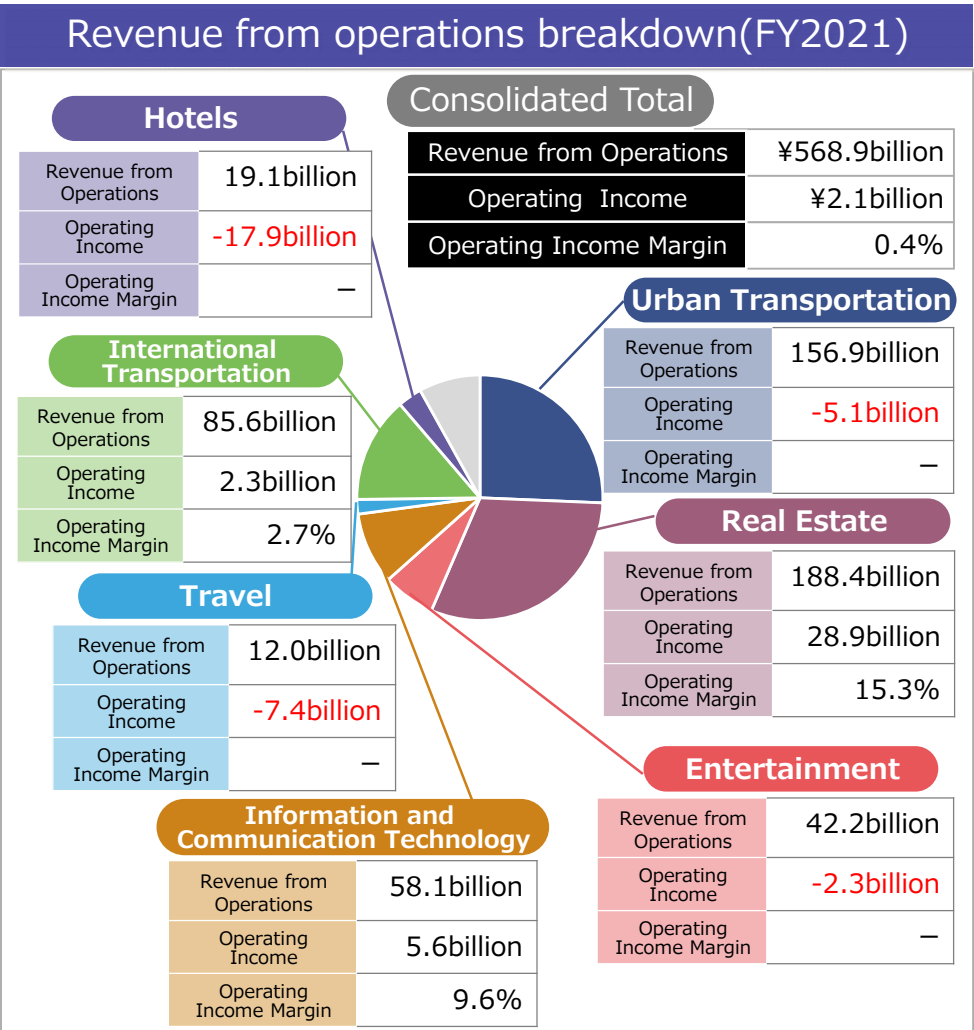 Revenue from operations breakdown(FY2021)
Consolidated Total
Revenue from Operations
¥568.9billion
Operating Income
¥2.1billion
Operating Income Margin
0.4%
Hotels
Revenue from
Operations
19.1billion
Operating
Income
-17.9billion
Operating
Income Margin
–
Urban Transportation
Revenue from
Operations
156.9billion
Operating
Income
-5.1billion
Operating
Income Margin
–
International
Transportation
Revenue from
Operations
85.6billion
Operating
Income
2.3billion
Operating
Income Margin
2.7%
Real Estate
Revenue from
Operations
188.4billion
Operating
Income
28.9billion
Operating
Income Margin
15.3%
Travel
Revenue from
Operations
12.0billion
Operating
Income
-7.4billion
Operating
Income Margin
–
Entertainment
Revenue from
Operations
42.2billion
Operating
Income
-2.3billion
Operating
Income Margin
–
Information and
Communication Technology
Revenue from
Operations
58.1billion
Operating
Income
5.6billion
Operating
Income Margin
9.6%